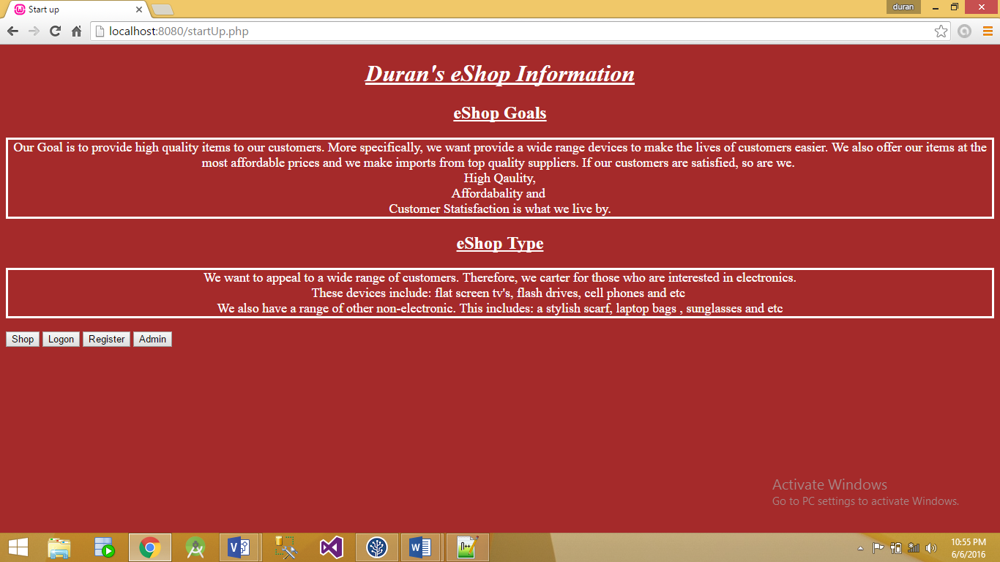 Start up
duran
localhost:8080/startUp.php
Duran's eShop Information
eShop Goals
Our Goal is to provide high quality items to our customers. More specifically, we want provide a wide range devices to make the lives of customers easier. We also offer our items at the
most affordable prices and we make imports from top quality suppliers. If our customers are satisfied, so are we.
High Qaulity,
Affordabality and
Customer Statisfaction is what we live by.
eShop Type
We want to appeal to a wide range of customers. Therefore, we carter for those who are interested in electronics.
These devices include: flat screen tv's, flash drives, cell phones and etc
We also have a range of other non-electronic. This includes: a stylish scarf, laptop bags , sunglasses and etc
Shop Logon Register Admin
Activate Windows
Go to PC settings to activate Windows.
10:55 PM
6/6/2016